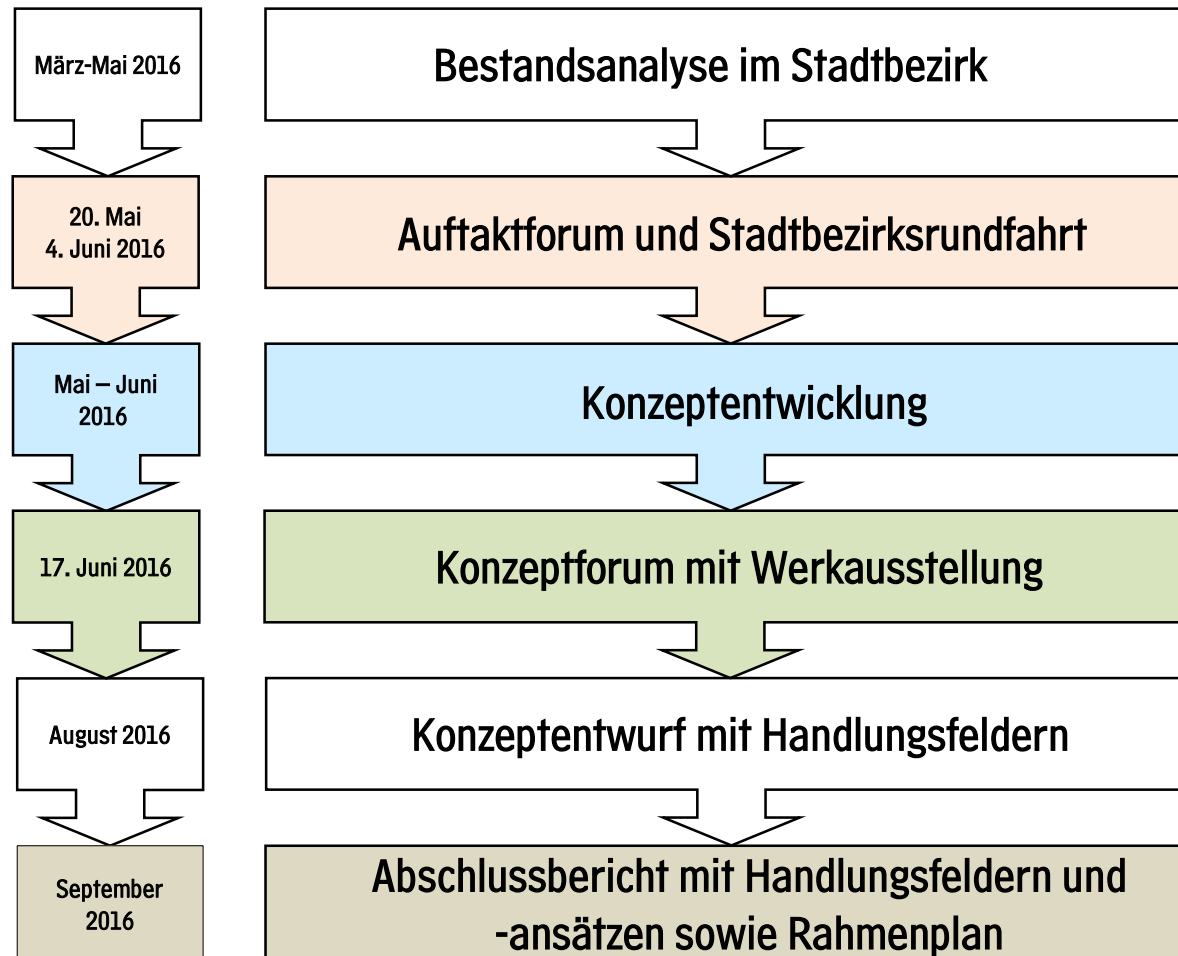 März-Mai 2016
Bestandsanalyse im Stadtbezirk
20. Mai
4. Juni 2016
Auftaktforum und Stadtbezirksrundfahrt
Mai – Juni
2016
Konzeptentwicklung
17. Juni 2016
Konzeptforum mit Werkausstellung
August 2016
Konzeptentwurf mit Handlungsfeldern
September
2016
Abschlussbericht mit Handlungsfeldern und
-ansätzen sowie Rahmenplan